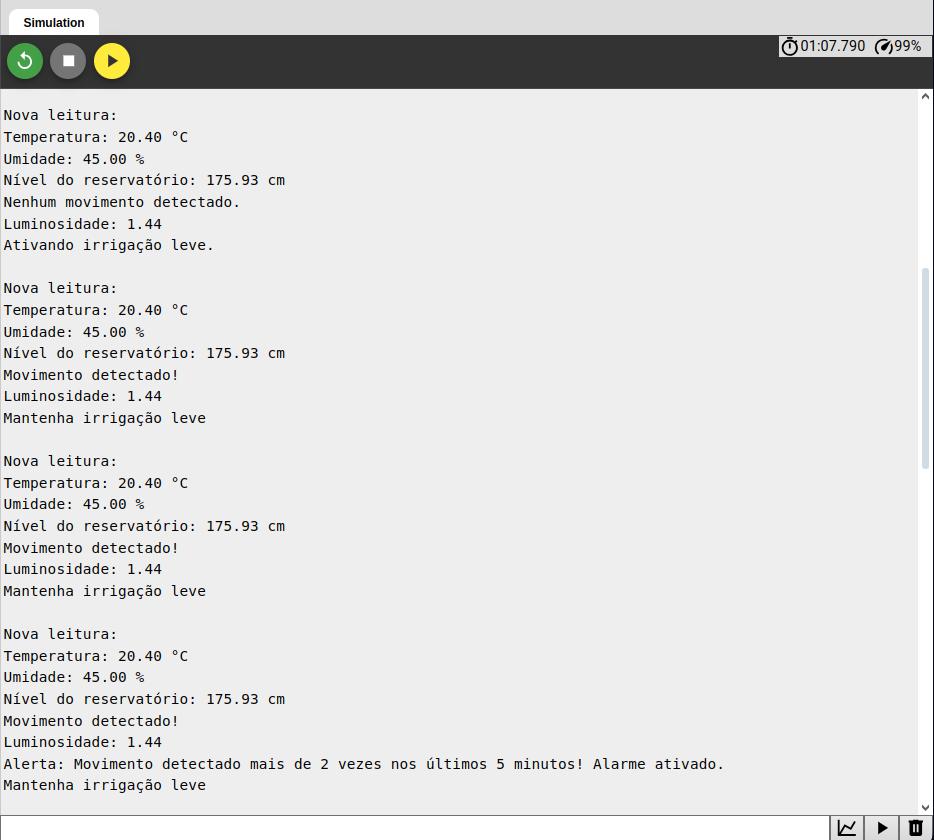 Simulation
01:07.790 99%
Nova leitura:
Temperatura: 20.40 °C
Umidade: 45.00 %
Nível do reservatório: 175.93 cm
Nenhum movimento detectado.
Luminosidade: 1.44
Ativando irrigação leve.
Nova leitura:
Temperatura: 20.40 °C
Umidade: 45.00 %
Nível do reservatório: 175.93 cm
Movimento detectado!
Luminosidade: 1.44
Mantenha irrigação leve
Nova leitura:
Temperatura: 20.40 °C
Umidade: 45.00 %
Nível do reservatório: 175.93 cm
Movimento detectado!
Luminosidade: 1.44
Mantenha irrigação leve
Nova leitura:
Temperatura: 20.40 °C
Umidade: 45.00 %
Nível do reservatório: 175.93 cm
Movimento detectado!
Luminosidade: 1.44
Alerta: Movimento detectado mais de 2 vezes nos últimos 5 minutos! Alarme ativado.
Mantenha irrigação leve